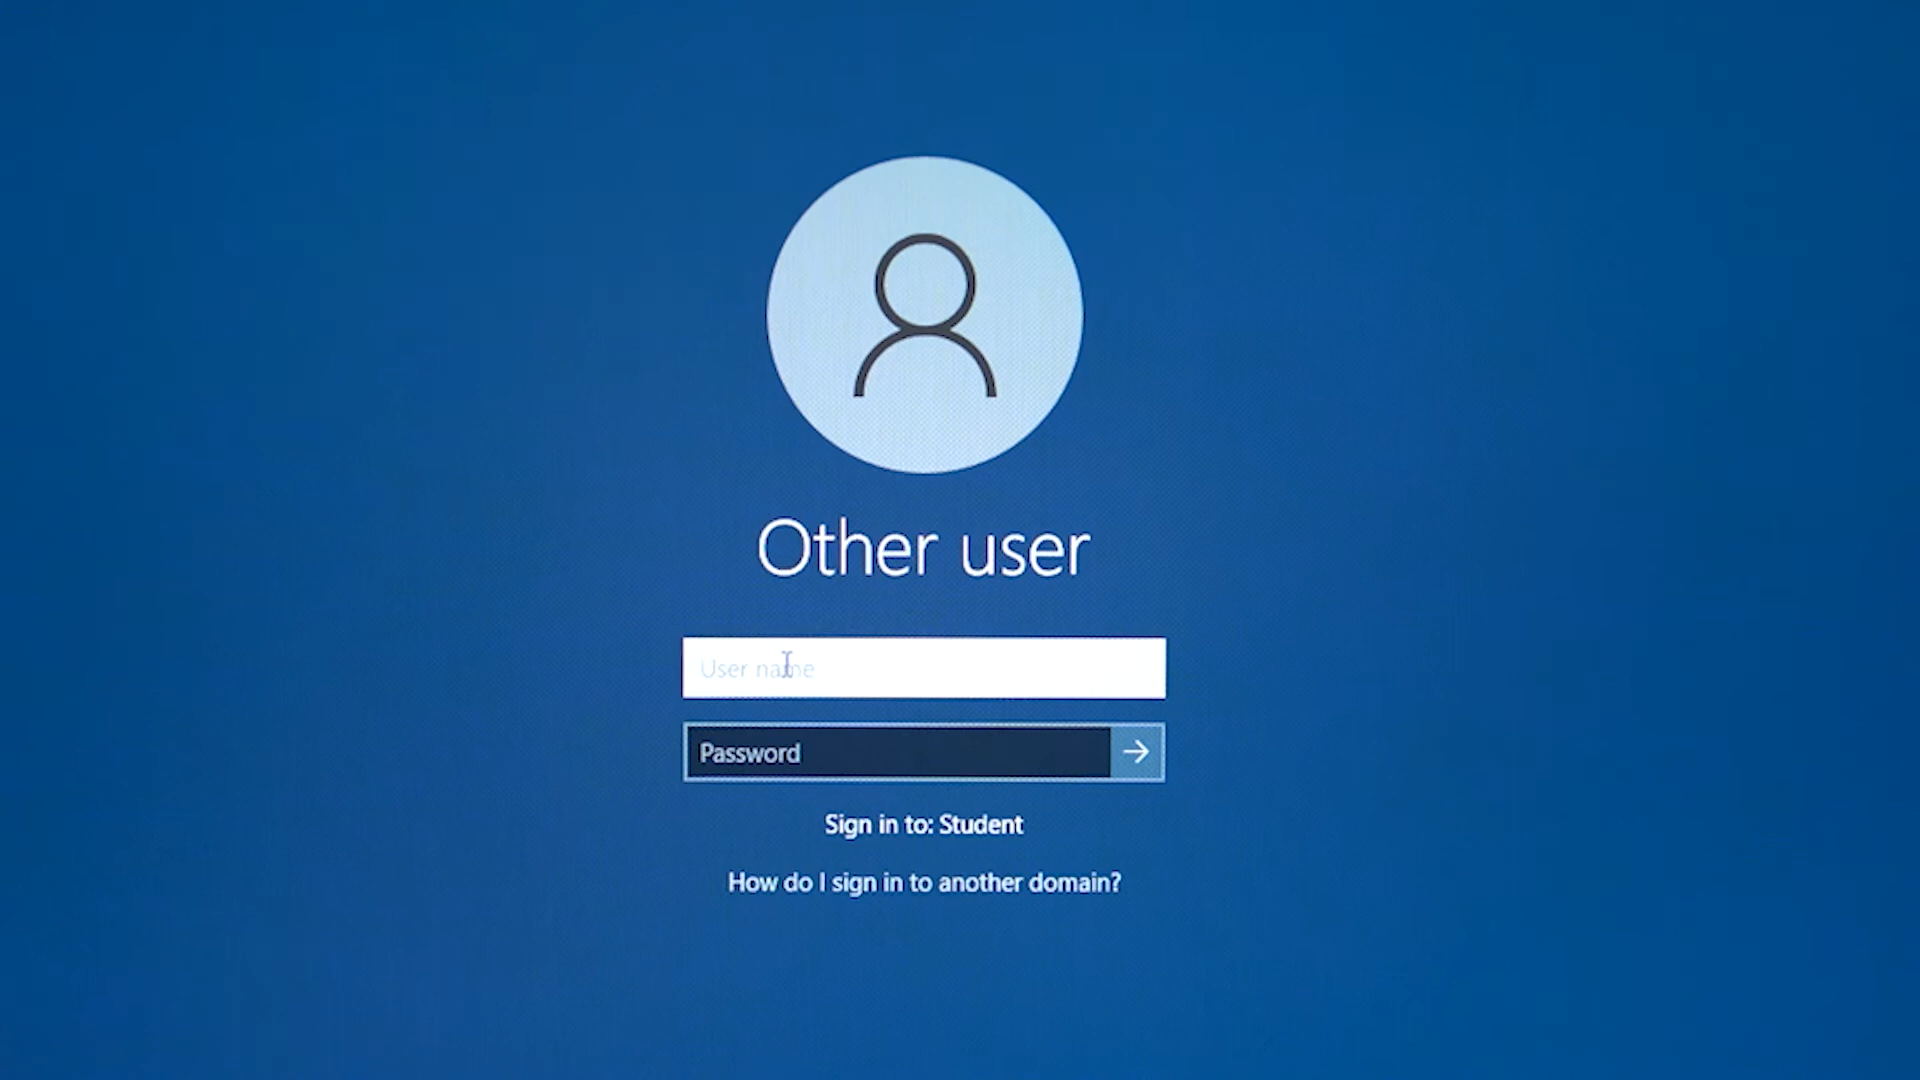 Other user
User name
Password
Sign in to: Student
How do I sign in to another domain?